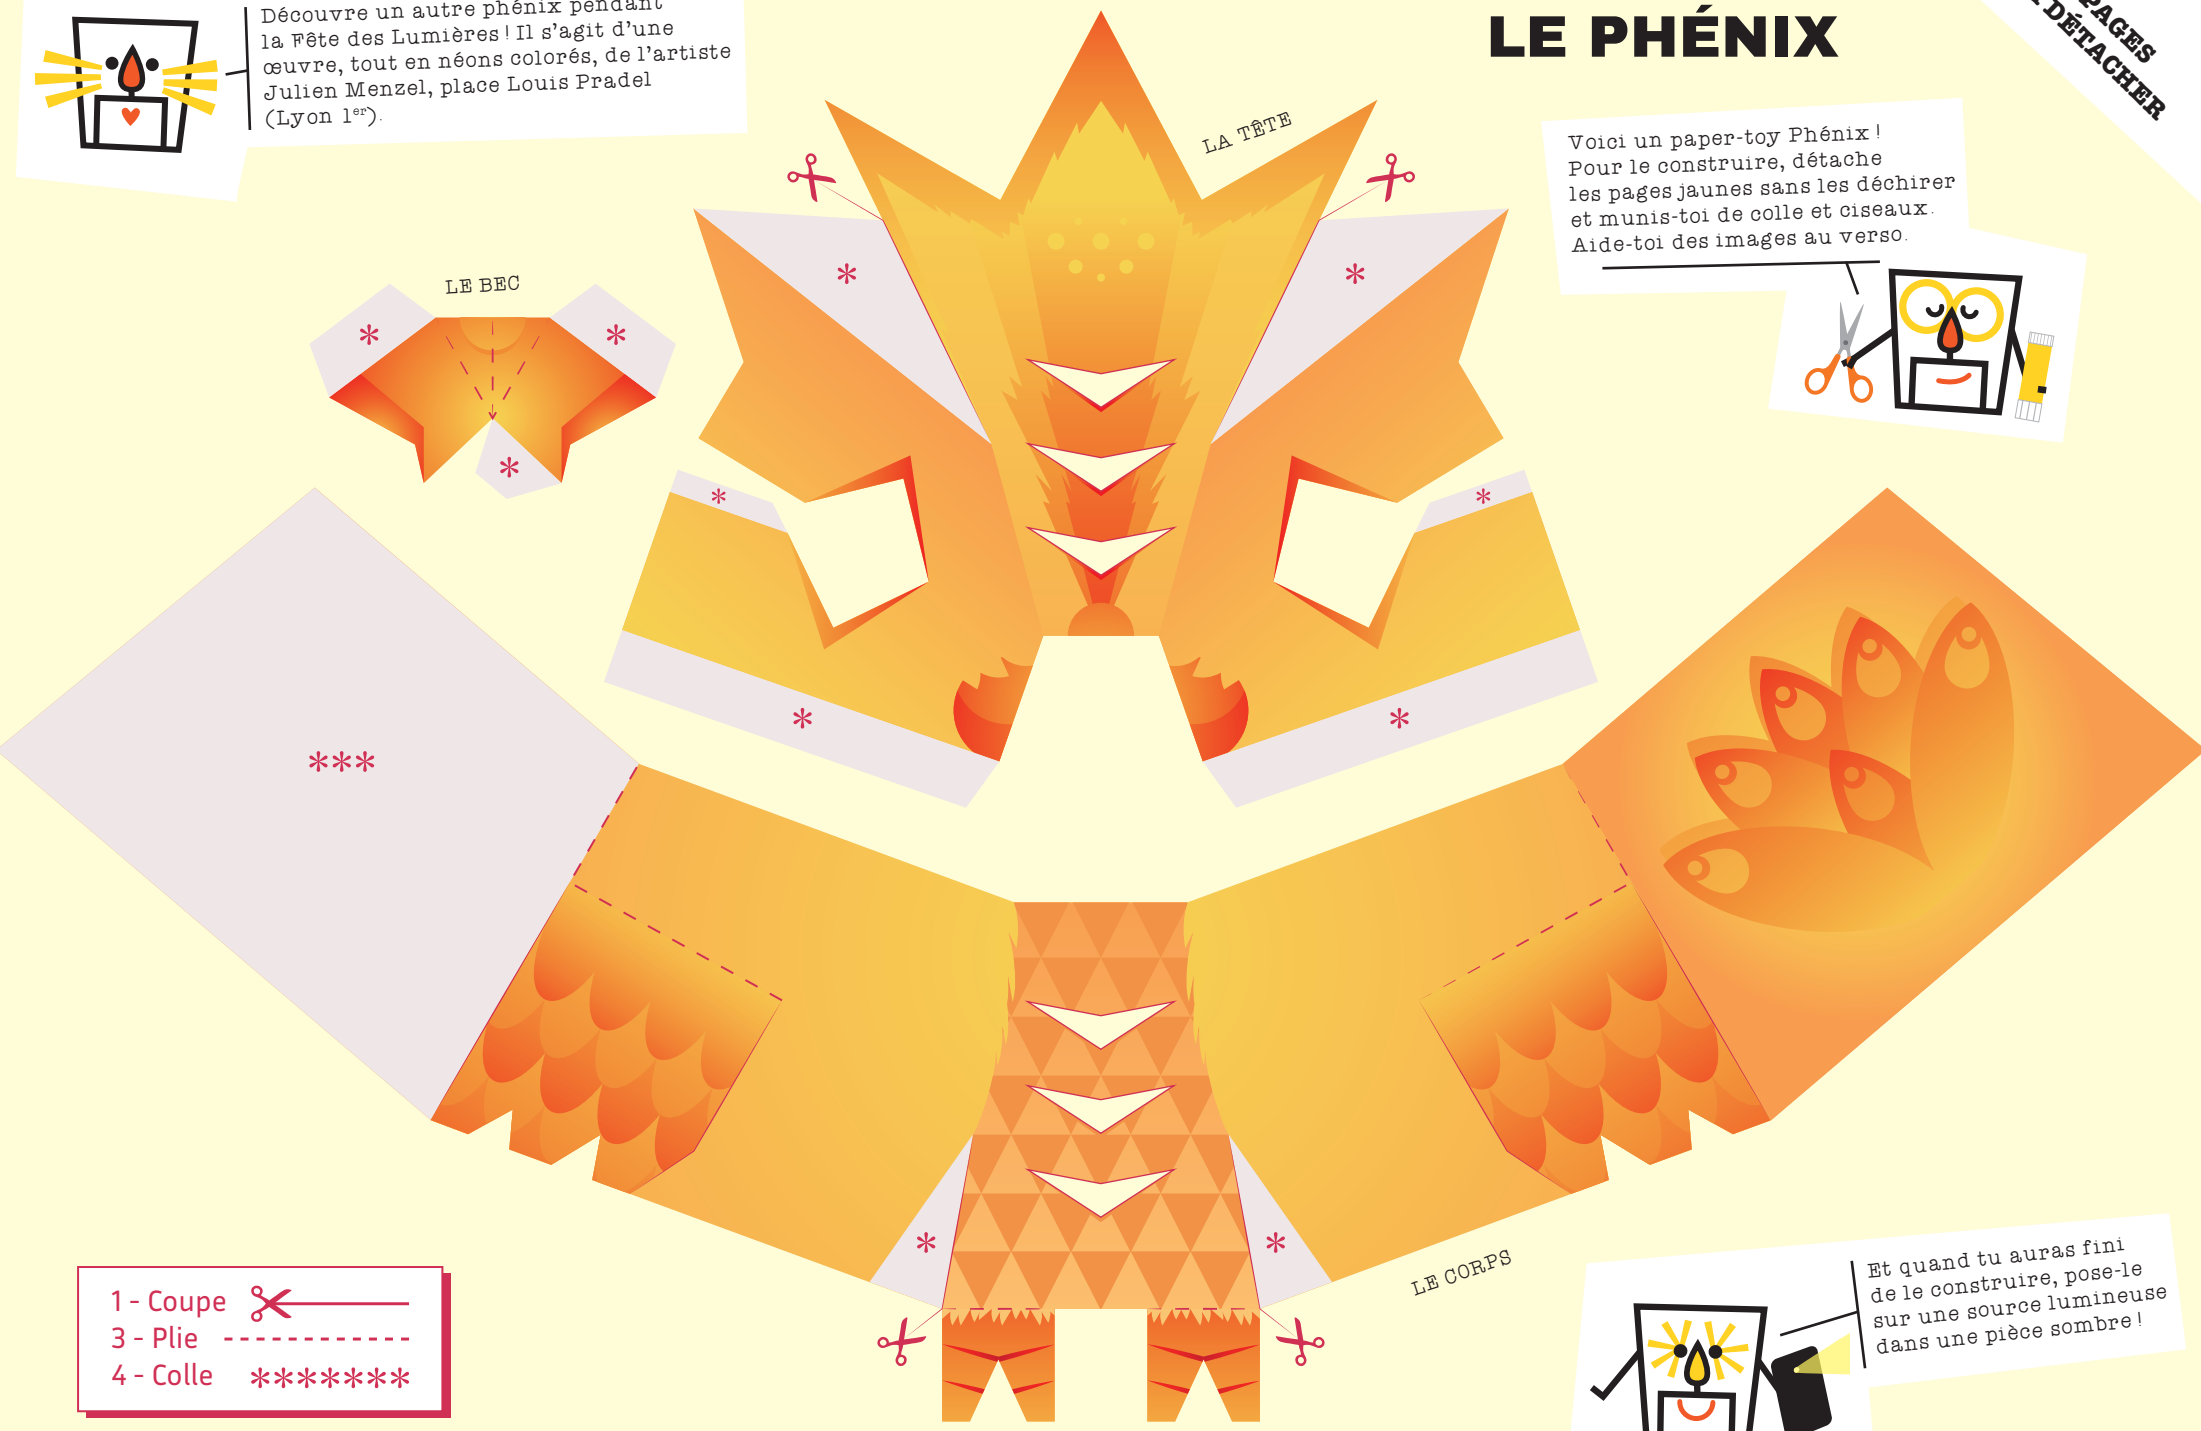 Découvre un autre phénix pendant
la Fête des Lumières ! Il s’agit d’une
œuvre, tout en néons colorés, de l’artiste
Julien Menzel, place Louis Pradel
(Lyon 1er).
LE PHÉNIX
PAGES
DÉTACHER
LA TÊTE
Voici un paper-toy Phénix !
Pour le construire, détache
les pages jaunes sans les déchirer
et munis-toi de colle et ciseaux.
Aide-toi des images au verso.
LE BEC
*
*
*
*
*
*
*
*
*
***
*
*
LE CORPS
1 - Coupe
3 - Plie
4 - Colle *******
Et quand tu auras fini
de le construire, pose-le
sur une source lumineuse
dans une pièce sombre !